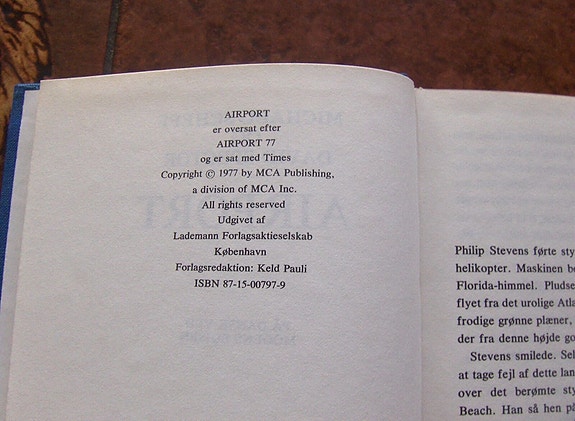 AIRPORT
er oversat efter
AIRPORT 77
og er sat med Times
Copyright © 1977 by MCA Publishing,
a division of MCA Inc.
All rights reserved
Udgivet af
Lademann Forlagsaktieselskab
København
Forlagsredaktion: Keld Pauli
ISBN 87-15-00797-9
Philip Stevens førte sty
helikopter. Maskinen be
Florida-himmel. Pludse
flyet fra det urolige Atla
frodige grønne plæner,
der fra denne højde go
Stevens smilede. Sel
at tage fejl af dette lan
over det berømte sty
Beach. Han så hen på